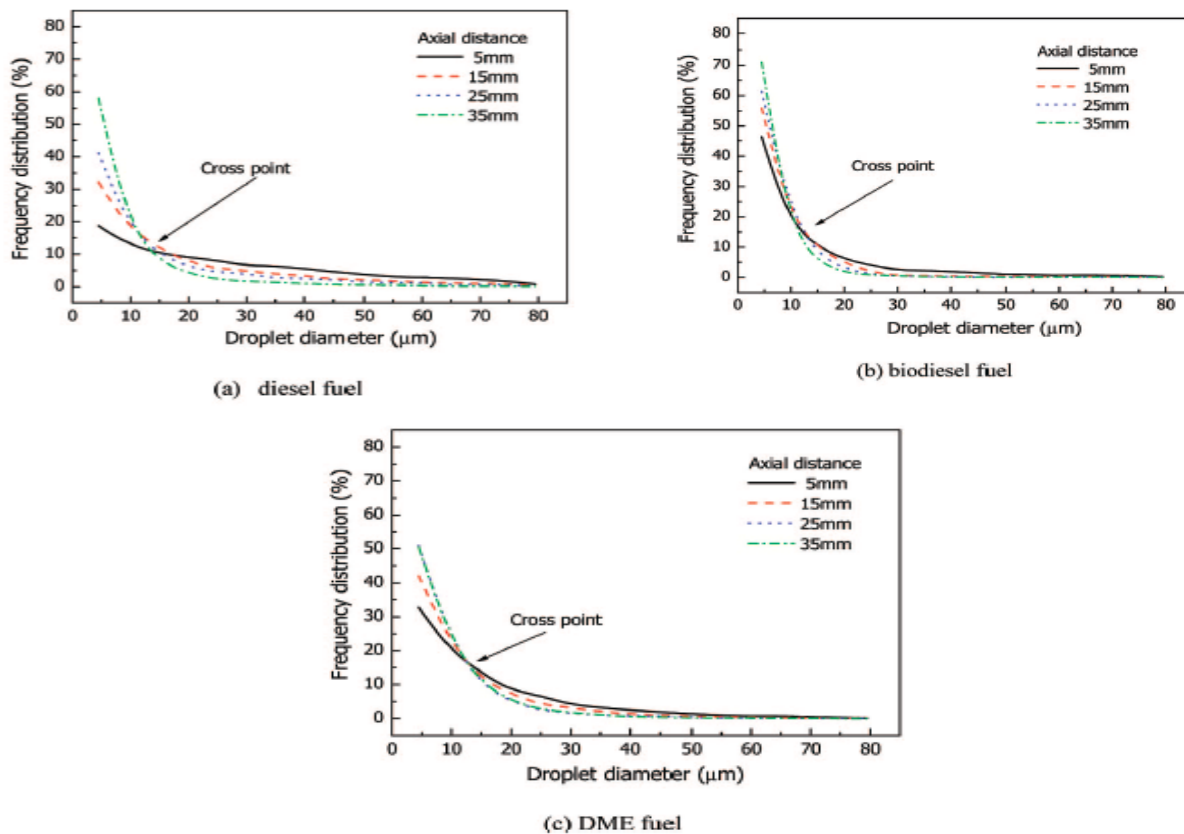 Frequency distribution (%)
80
70
60
50
40
30
20
10
0
Axial distance
5mm
15mm
25mm
35mm
Cross point
0 10 20 30 40 50 60 70 80
Droplet diameter (μm)
(a) diesel fuel
Frequency distribution (%)
80
70
60
50
40
30
20
10
0
Axial distance
5mm
15mm
25mm
35mm
Cross point
0 10 20 30 40 50 60 70 80
Droplet diameter (μm)
(b) biodiesel fuel
Frequency distribution (%)
80
70
60
50
40
30
20
10
0
Axial distance
5mm
15mm
25mm
35mm
Cross point
0 10 20 30 40 50 60 70 80
Droplet diameter (μm)
(c) DME fuel